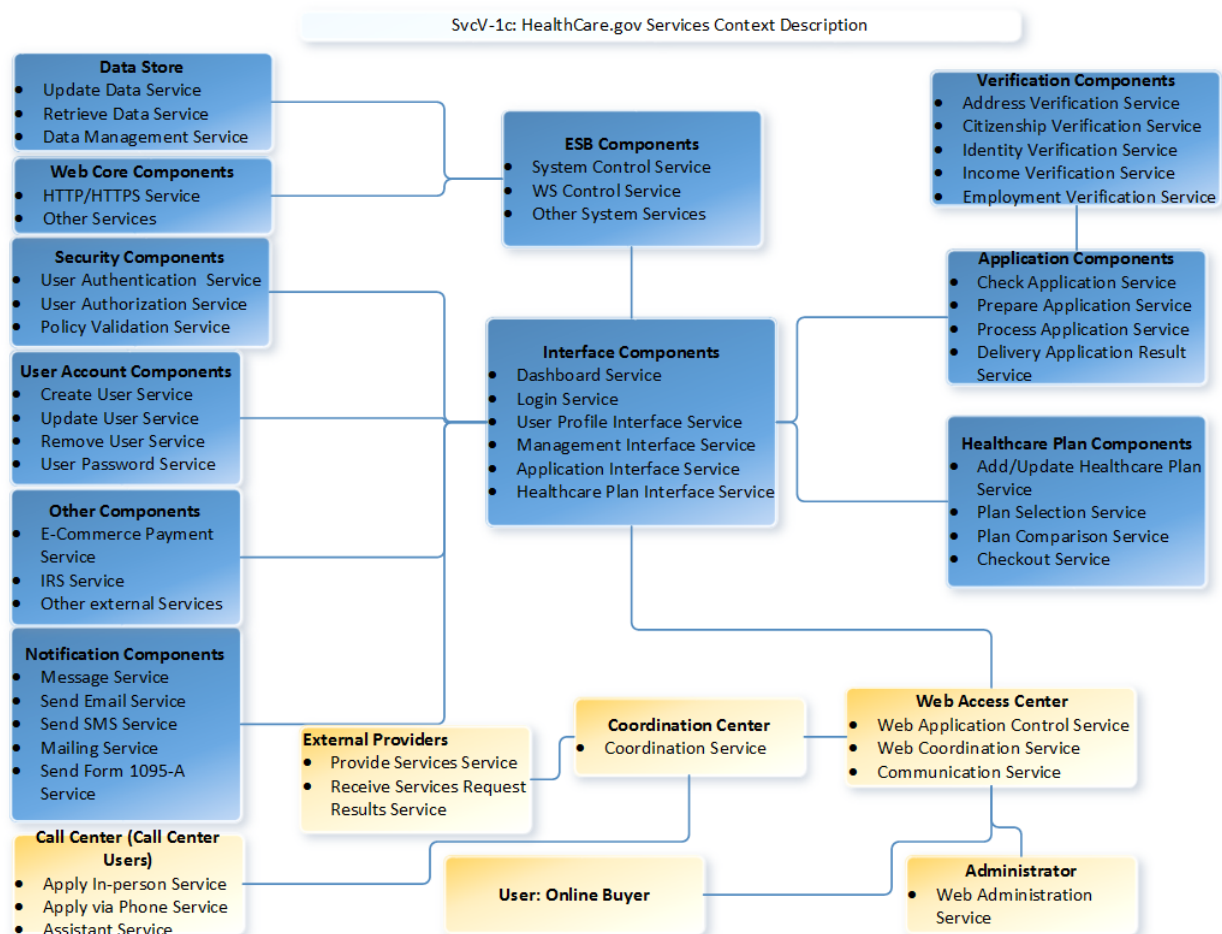 SvcV-1c: HealthCare.gov Services Context Description
Data Store
• Update Data Service
• Retrieve Data Service
• Data Management Service
Web Core Components
• HTTP/HTTPS Service
• Other Services
Security Components
• User Authentication  Service
• User Authorization Service
• Policy Validation Service
User Account Components
• Create User Service
• Update User Service
• Remove User Service
• User Password Service
Other Components
• E-Commerce Payment
Service
• IRS Service
• Other external Services
Notification Components
• Message Service
• Send Email Service
• Send SMS Service
• Mailing Service
• Send Form 1095-A
Service
Call Center (Call Center
Users)
• Apply In-person Service
• Apply via Phone Service
• Assistant Service
ESB Components
• System Control Service
• WS Control Service
• Other System Services
Interface Components
• Dashboard Service
• Login Service
• User Profile Interface Service
• Management Interface Service
• Application Interface Service
• Healthcare Plan Interface Service
External Providers
• Provide Services Service
• Receive Services Request
Results Service
Coordination Center
• Coordination Service
User: Online Buyer
Verification Components
• Address Verification Service
• Citizenship Verification Service
• Identity Verification Service
• Income Verification Service
• Employment Verification Service
Application Components
• Check Application Service
• Prepare Application Service
• Process Application Service
• Delivery Application Result
Service
Healthcare Plan Components
• Add/Update Healthcare Plan
Service
• Plan Selection Service
• Plan Comparison Service
• Checkout Service
Web Access Center
• Web Application Control Service
• Web Coordination Service
• Communication Service
Administrator
• Web Administration
Service